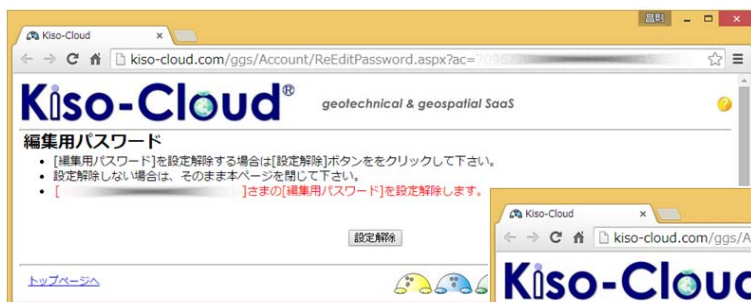 昌明
Kiso-Cloud
kiso-cloud.com/ggs/Account/ReEditPassword.aspx?ac=
Kiso-Cloud® geotechnical & geospatial SaaS
編集用パスワード
• [編集用パスワード]を設定解除する場合は[設定解除]ボタンををクリックして下さい。
• 設定解除しない場合は、そのまま本ページを閉じて下さい。
• [ ]さまの[編集用パスワード]を設定解除します。
設定解除
トップページへ
Kiso-Cloud
kiso-cloud.com/ggs/A
Kiso-Cloud